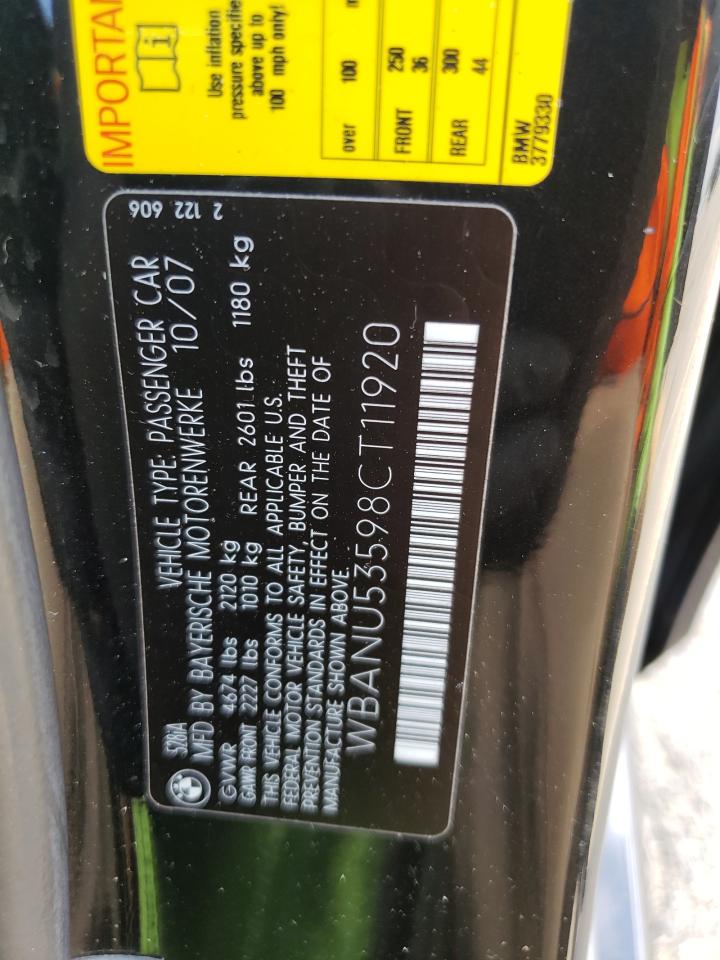 IMPORTAN
Use inflation
pressure specifie
above up to
100 mph only!
over 100
FRONT 250
36
REAR 300
44
BMW
3779330
2 122 606
528iA
VEHICLE TYPE: PASSENGER CAR
MFD BY BAYERISCHE MOTORENWERKE 10/07
GVWR 4674 lbs 2120 kg
GAWR FRONT 2227 lbs 1010 kg REAR 2601 lbs 1180 kg
THIS VEHICLE CONFORMS TO ALL APPLICABLE U.S.
FEDERAL MOTOR VEHICLE SAFETY, BUMPER AND THEFT
PREVENTION STANDARDS IN EFFECT ON THE DATE OF
MANUFACTURE SHOWN ABOVE.
WBANU53598CT11920